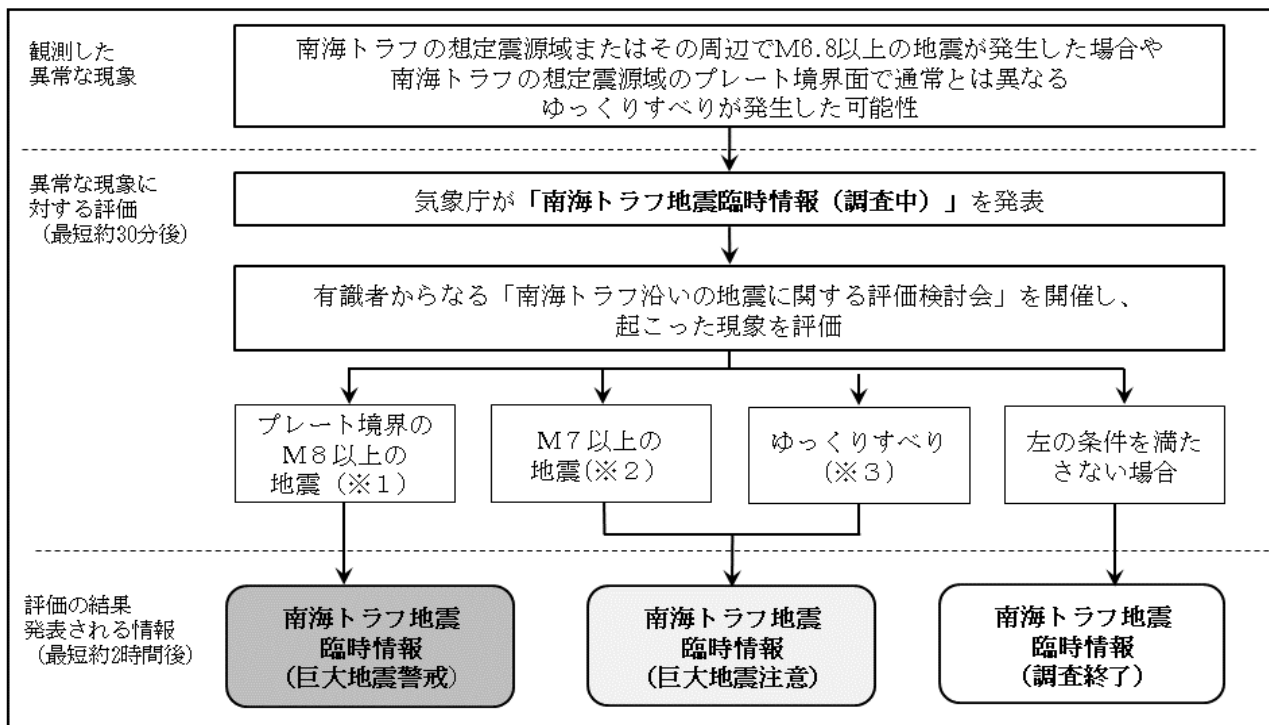 観測した
異常な現象
南海トラフの想定震源域またはその周辺でM6.8以上の地震が発生した場合や
南海トラフの想定震源域のプレート境界面で通常とは異なる
ゆっくりすべりが発生した可能性
異常な現象に
対する評価
(最短約30分後)
気象庁が「南海トラフ地震臨時情報（調査中）」を発表
有識者からなる「南海トラフ沿いの地震に関する評価検討会」を開催し、
起こった現象を評価
プレート境界の
M８以上の
地震（※１）
M７以上の
地震(※２)
ゆっくりすべり
(※３)
左の条件を満た
さない場合
評価の結果
発表される情報
(最短約2時間後)
南海トラフ地震
臨時情報
(巨大地震警戒)
南海トラフ地震
臨時情報
(巨大地震注意)
南海トラフ地震
臨時情報
(調査終了)